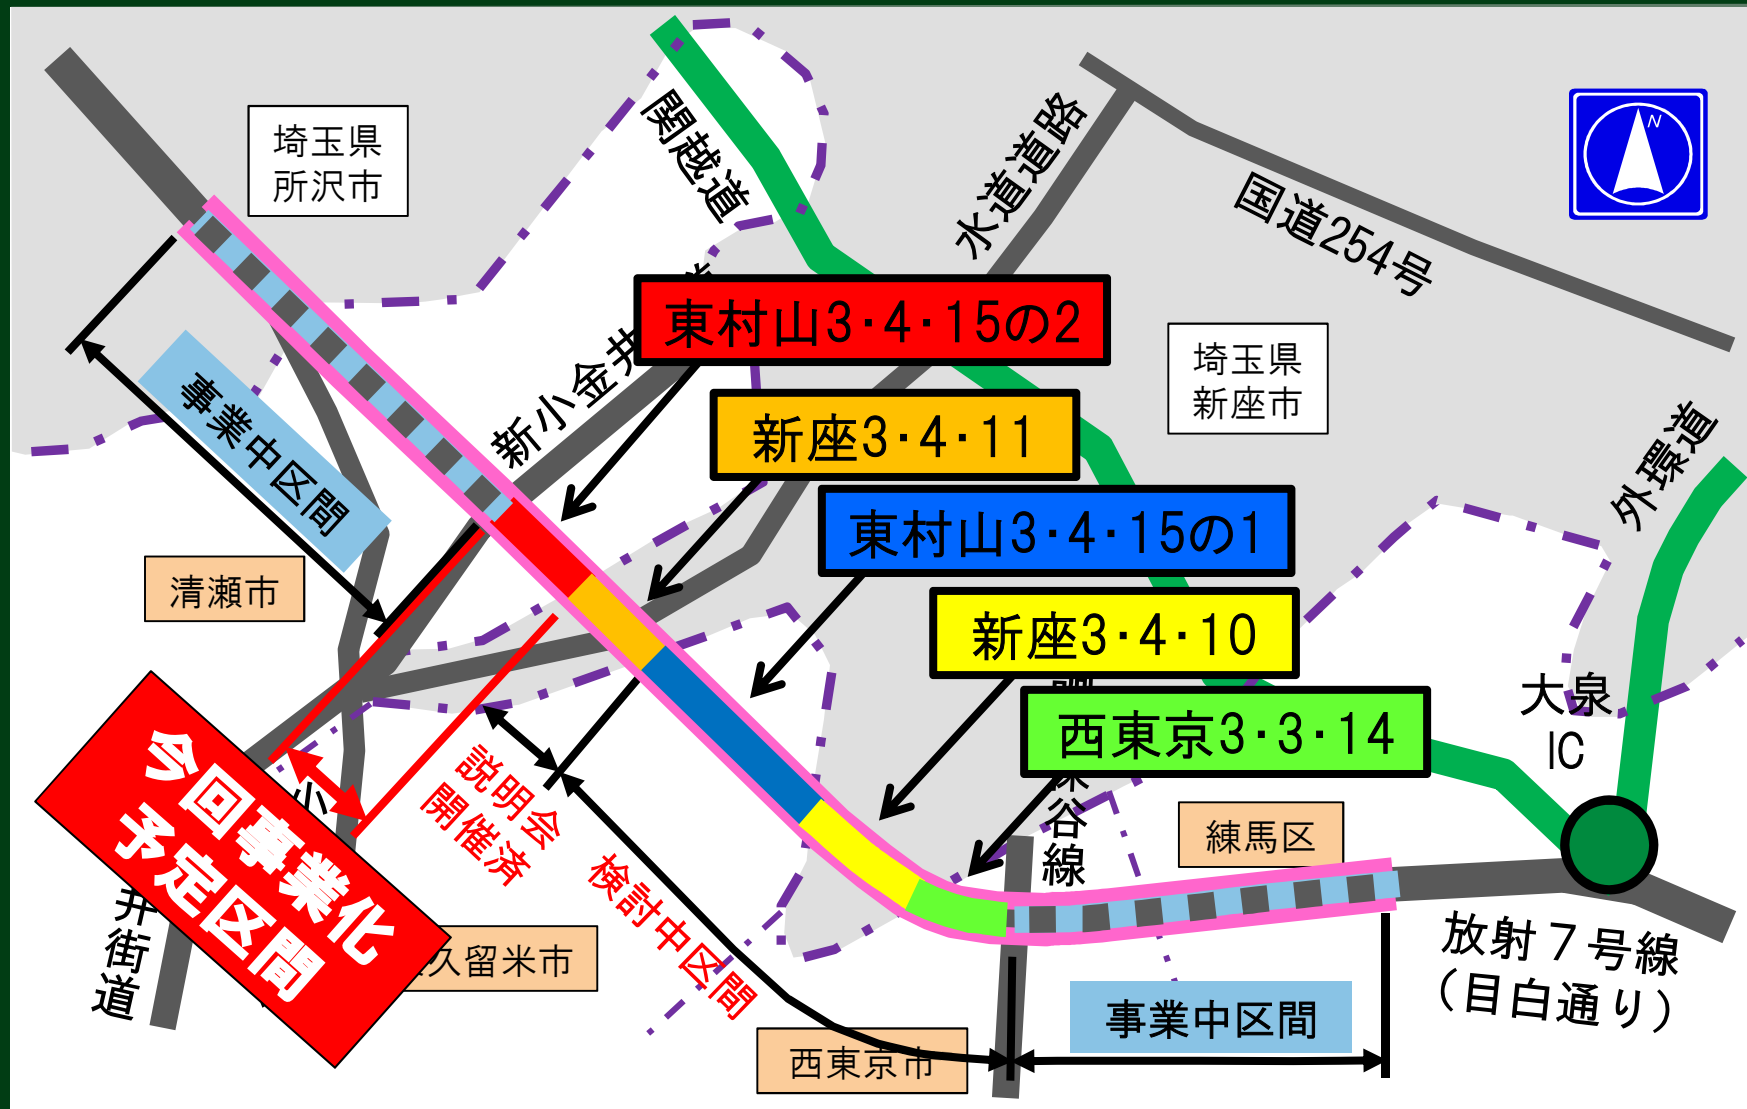 埼玉県
所沢市
関越道
水道道路
国道254号
N
東村山3・4・15の2
新小金井
埼玉県
新座市
新座3・4・11
事業中区間
外環道
東村山3・4・15の1
清瀬市
新座3・4・10
大泉
IC
西東京3・3・14
今回事業化
予定区間
小
井街道
説明会
開催済
検討中区間
谷線
練馬区
久留米市
放射７号線
（目白通り）
事業中区間
西東京市